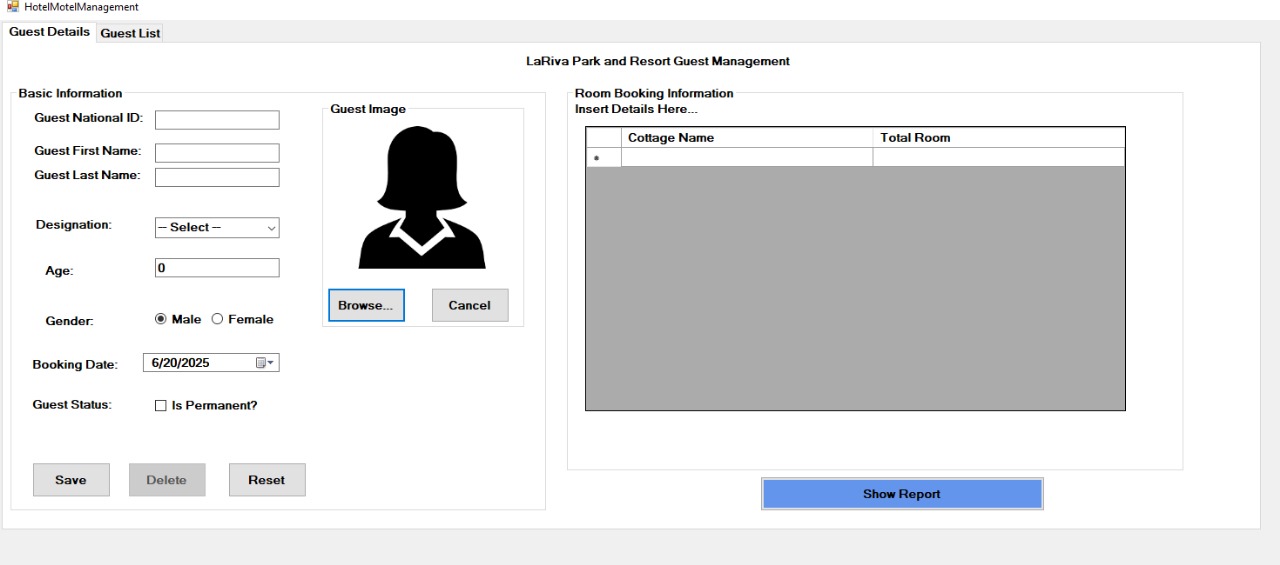 HotelMotelManagement
Guest Details Guest List
LaRiva Park and Resort Guest Management
Basic Information
Guest National ID:
Guest First Name:
Guest Last Name:
Designation: -- Select --
Age: 0
Gender: Male Female
Booking Date: 6/20/2025
Guest Status: Is Permanent?
Save Delete Reset
Guest Image
Browse... Cancel
Room Booking Information
Insert Details Here...
Cottage Name Total Room
*
Show Report